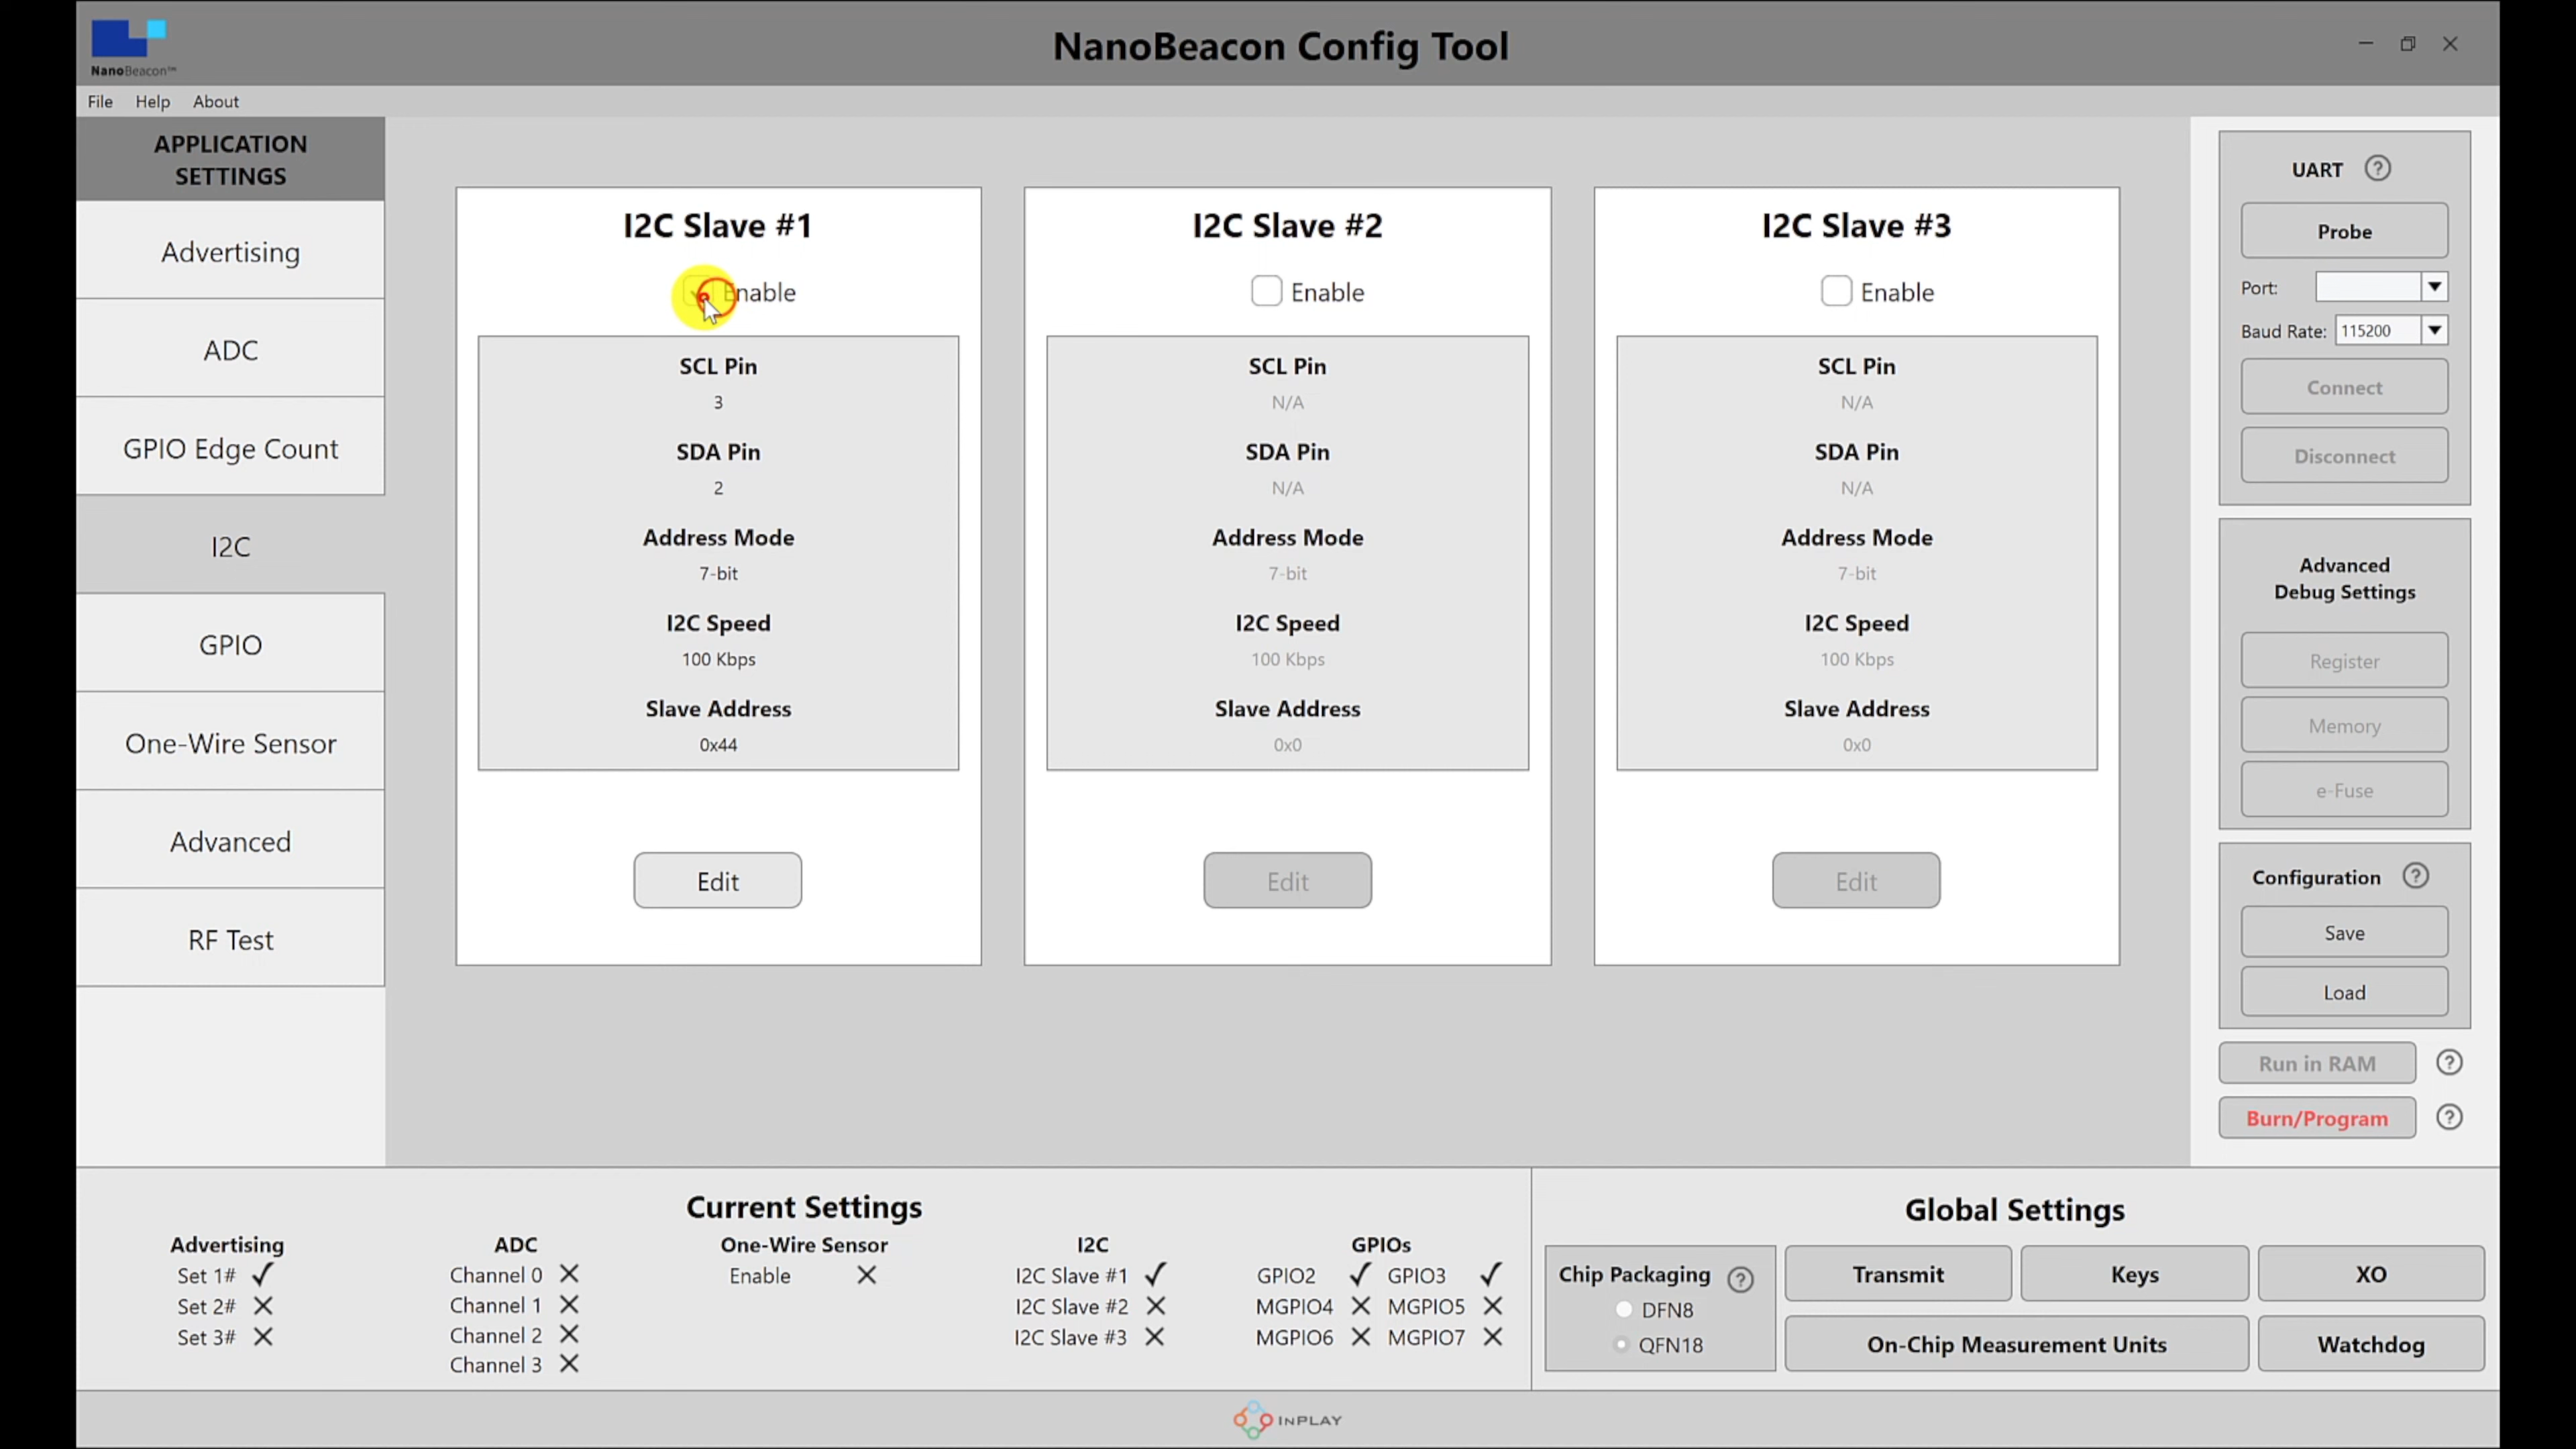 NanoBeacon™
NanoBeacon Config Tool
File Help About
APPLICATION
SETTINGS
Advertising
ADC
GPIO Edge Count
I2C
GPIO
One-Wire Sensor
Advanced
RF Test
I2C Slave #1
Enable
SCL Pin
3
SDA Pin
2
Address Mode
7-bit
I2C Speed
100 Kbps
Slave Address
0x44
Edit
I2C Slave #2
Enable
SCL Pin
N/A
SDA Pin
N/A
Address Mode
7-bit
I2C Speed
100 Kbps
Slave Address
0x0
Edit
I2C Slave #3
Enable
SCL Pin
N/A
SDA Pin
N/A
Address Mode
7-bit
I2C Speed
100 Kbps
Slave Address
0x0
Edit
UART ?
Probe
Port:
Baud Rate: 115200
Connect
Disconnect
Advanced
Debug Settings
Register
Memory
e-Fuse
Configuration ?
Save
Load
Run in RAM ?
Burn/Program ?
Current Settings
Advertising
Set 1#
Set 2#
Set 3#
ADC
Channel 0
Channel 1
Channel 2
Channel 3
One-Wire Sensor
Enable
I2C
I2C Slave #1
I2C Slave #2
I2C Slave #3
GPIOs
GPIO2 GPIO3
MGPIO4 MGPIO5
MGPIO6 MGPIO7
Global Settings
Chip Packaging ?
DFN8
QFN18
Transmit
Keys
XO
On-Chip Measurement Units
Watchdog
INPLAY